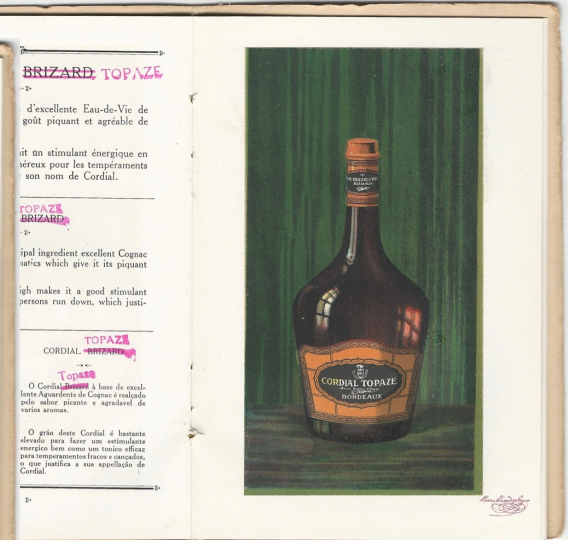 BRIZARD TOPAZE
d'excellente Eau-de-Vie de
goût piquant et agréable de
it un stimulant énergique en
néreux pour les tempéraments
son nom de Cordial.
TOPAZE
BRIZARD
ipal ingredient excellent Cognac
matics which give it its piquant
igh makes it a good stimulant
persons run down, which justi-
TOPAZE
CORDIAL BRIZARD
Topaze
O Cordial Brizard à base de excel-
lente Aguardente de Cognac é realçado
pelo sabor picante e agradavel de
varios aromas.
O gráo deste Cordial é bastante
elevado para fazer um estimulante
energico bem como um tonico efficaz
para temperamentos fracos e cançados,
o que justifica a sua appellação de
Cordial.
CORDIAL TOPAZE
BORDEAUX